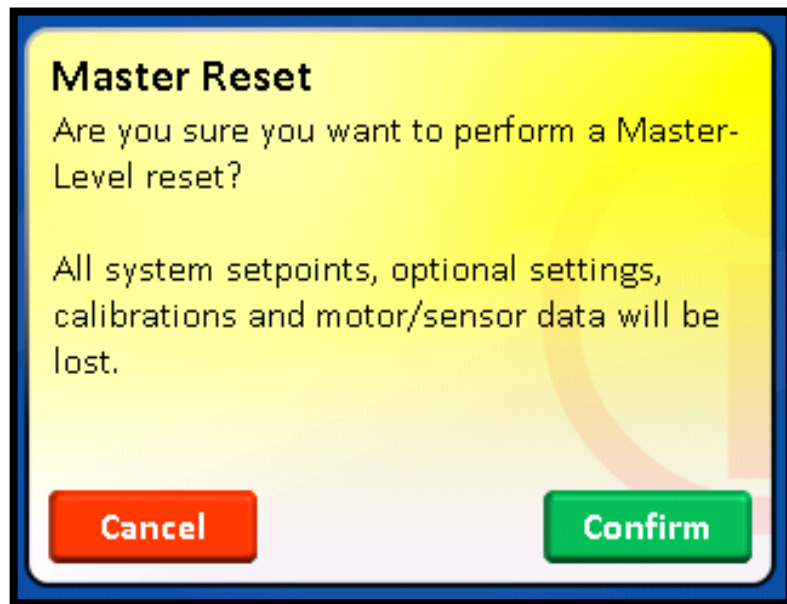 Master Reset
Are you sure you want to perform a Master-
Level reset?
All system setpoints, optional settings,
calibrations and motor/sensor data will be
lost.
Cancel
Confirm